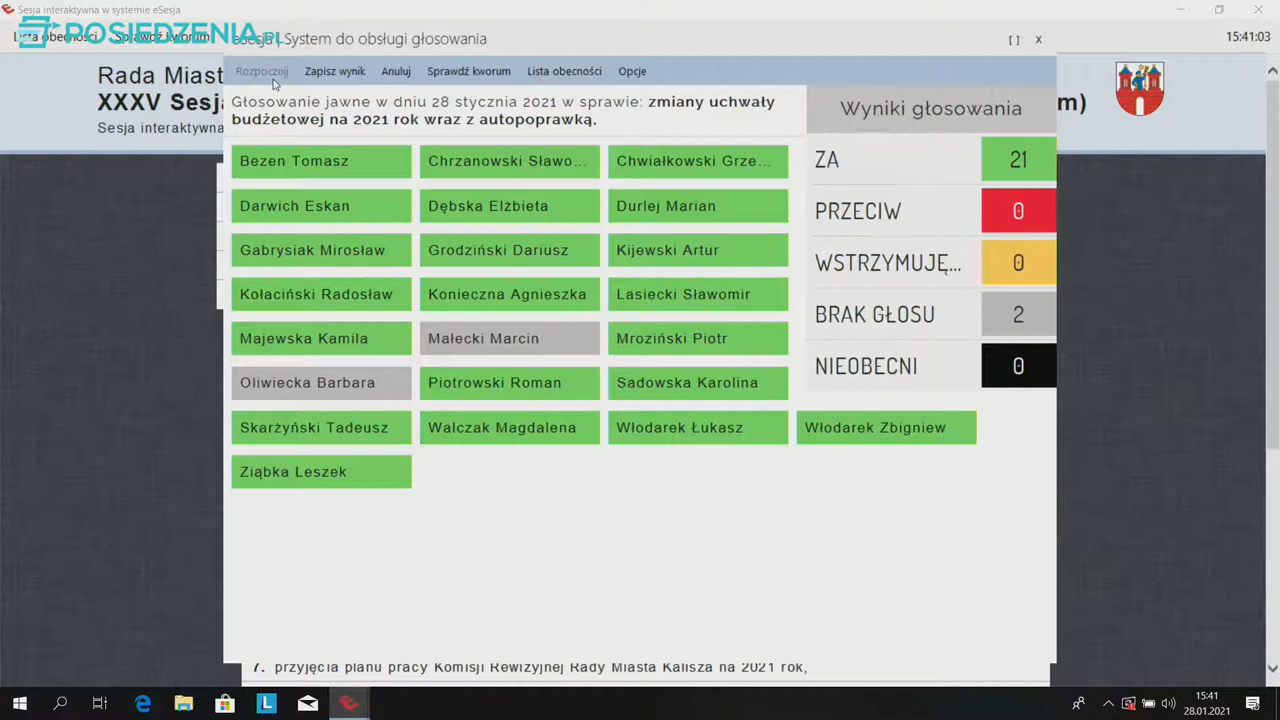 Sesja interaktywna w systemie eSesja
Lista obecności Sprawdź kworum
POSIEDZENIA.PL
eSesja | System do obsługi głosowania
[ ] X
15:41:03
Rada Miast
XXXV Sesj
Sesja interaktywna
m)
Rozpocznij Zapisz wynik Anuluj Sprawdź kworum Lista obecności Opcje
Głosowanie jawne w dniu 28 stycznia 2021 w sprawie: zmiany uchwały
budżetowej na 2021 rok wraz z autopoprawką.
Wyniki głosowania
Bezen Tomasz Chrzanowski Sławo... Chwiałkowski Grze...
ZA 21
Darwich Eskan Dębska Elżbieta Durlej Marian
PRZECIW 0
Gabrysiak Mirosław Grodziński Dariusz Kijewski Artur
WSTRZYMUJĘ... 0
Kołaciński Radosław Konieczna Agnieszka Lasiecki Sławomir
BRAK GŁOSU 2
Majewska Kamila Małecki Marcin Mroziński Piotr
NIEOBECNI 0
Oliwiecka Barbara Piotrowski Roman Sadowska Karolina
Skarżyński Tadeusz Walczak Magdalena Włodarek Łukasz Włodarek Zbigniew
Ziąbka Leszek
7. przyjęcia planu pracy Komisji Rewizyjnej Rady Miasta Kalisza na 2021 rok,
15:41
28.01.2021